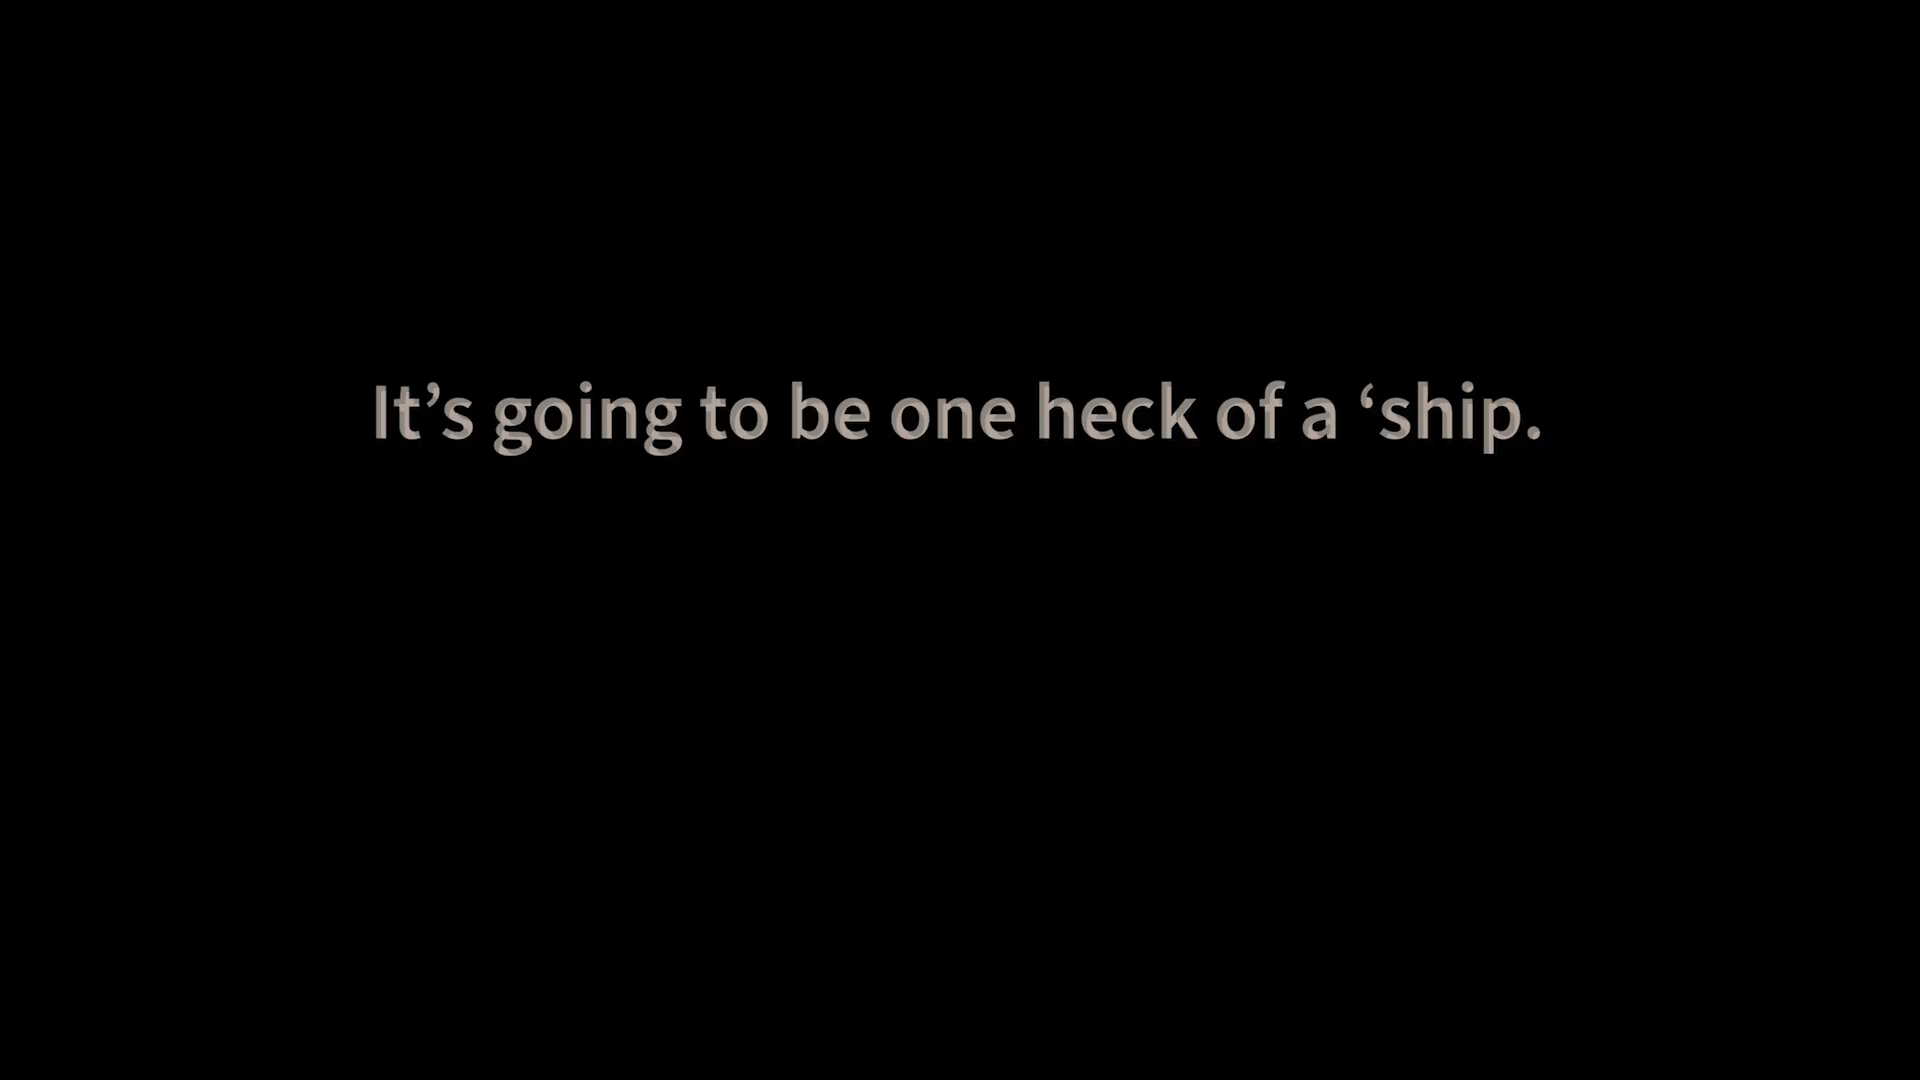 It’s going to be one heck of a ‘ship.